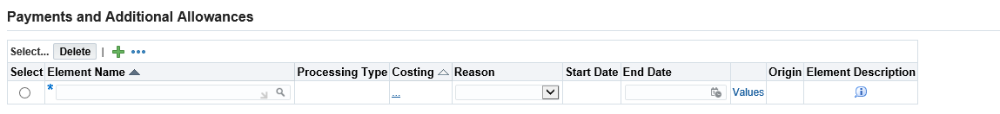 Payments and Additional Allowances
Select... Delete |
Select Element Name Processing Type Costing Reason Start Date End Date Origin Element Description
* ... Values